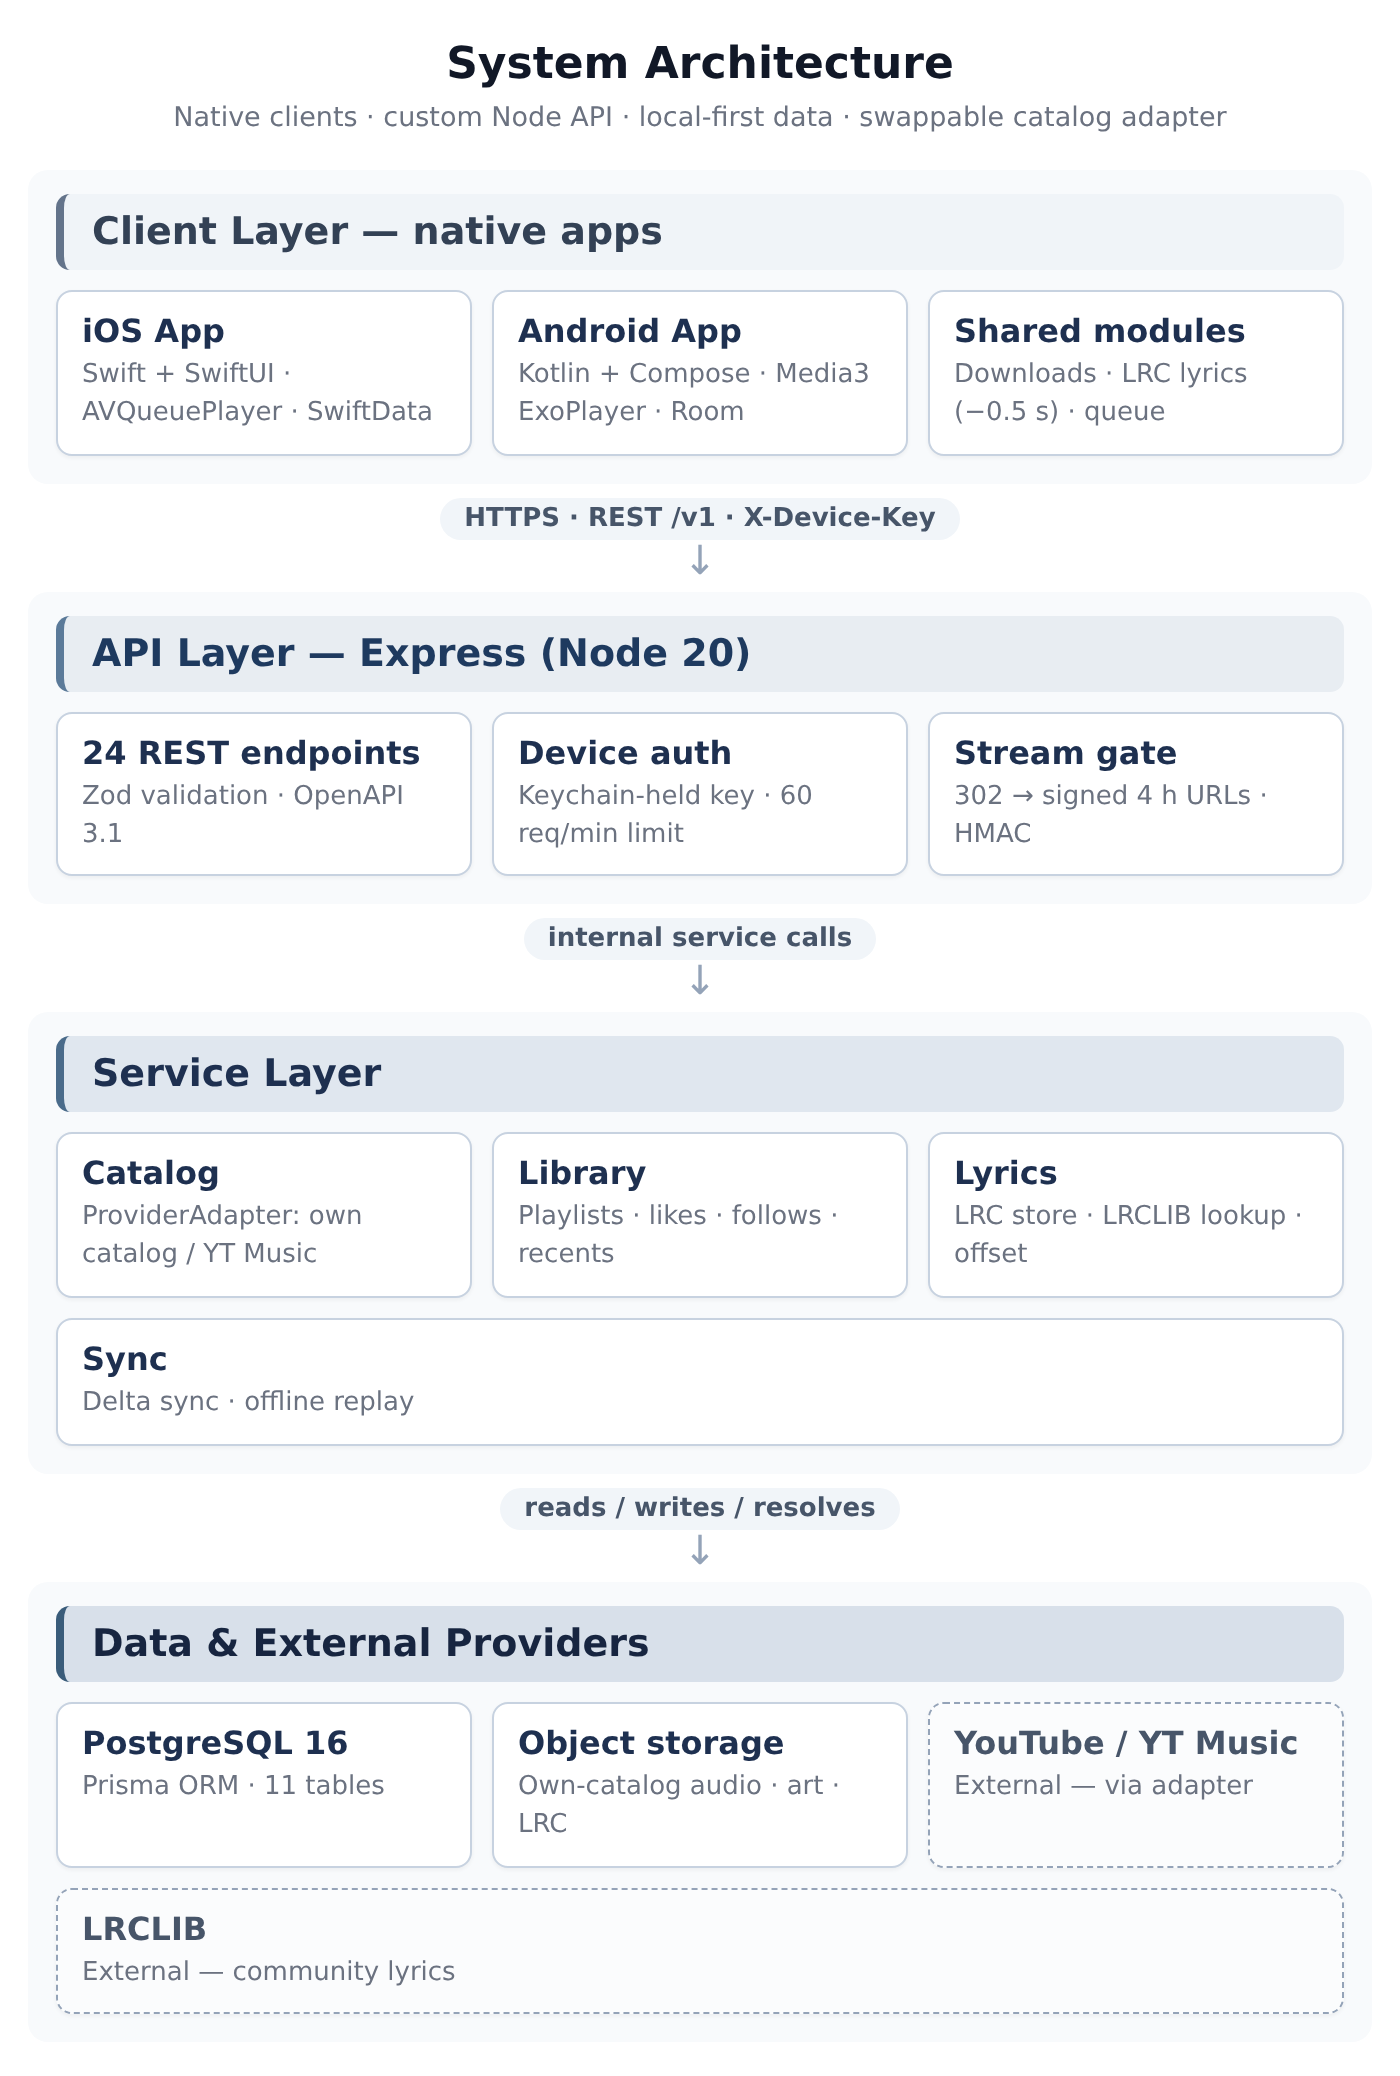 System Architecture
Native clients · custom Node API · local-first data · swappable catalog adapter
Client Layer — native apps
iOS App
Swift + SwiftUI ·
AVQueuePlayer · SwiftData
Android App
Kotlin + Compose · Media3
ExoPlayer · Room
Shared modules
Downloads · LRC lyrics
(−0.5 s) · queue
HTTPS · REST /v1 · X-Device-Key
↓
API Layer — Express (Node 20)
24 REST endpoints
Zod validation · OpenAPI
3.1
Device auth
Keychain-held key · 60
req/min limit
Stream gate
302 → signed 4 h URLs ·
HMAC
internal service calls
↓
Service Layer
Catalog
ProviderAdapter: own
catalog / YT Music
Library
Playlists · likes · follows ·
recents
Lyrics
LRC store · LRCLIB lookup ·
offset
Sync
Delta sync · offline replay
reads / writes / resolves
↓
Data & External Providers
PostgreSQL 16
Prisma ORM · 11 tables
Object storage
Own-catalog audio · art ·
LRC
YouTube / YT Music
External — via adapter
LRCLIB
External — community lyrics